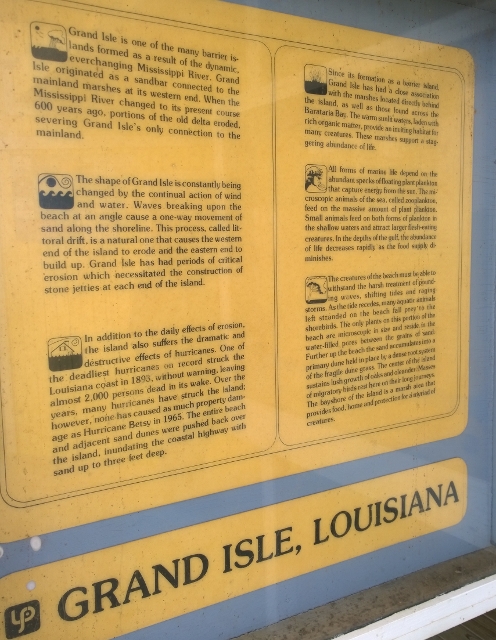 Grand Isle is one of the many barrier is-
lands formed as a result of the dynamic,
everchanging Mississippi River. Grand
Isle originated as a sandbar connected to the
mainland marshes at its western end. When the
Mississippi River changed to its present course
600 years ago, portions of the old delta eroded,
severing Grand Isle's only connection to the
mainland.
The shape of Grand Isle is constantly being
changed by the continual action of wind
and water. Waves breaking upon the
beach at an angle cause a one-way movement of
sand along the shoreline. This process, called lit-
toral drift, is a natural one that causes the western
end of the island to erode and the eastern end to
build up. Grand Isle has had periods of critical
erosion which necessitated the construction of
stone jetties at each end of the island.
In addition to the daily effects of erosion,
the island also suffers the dramatic and
destructive effects of hurricanes. One of
the deadliest hurricanes on record struck the
Louisiana coast in 1893, without warning, leaving
almost 2,000 persons dead in its wake. Over the
years, many hurricanes have struck the island;
however, none has caused as much property dam-
age as Hurricane Betsy in 1965. The entire beach
and adjacent sand dunes were pushed back over
the island, inundating the coastal highway with
sand up to three feet deep.
Since its formation as a barrier island,
Grand Isle has had a close association
with the marshes located directly behind
the island, as well as those found across the
Barataria Bay. The warm sunlit waters, laden with
rich organic matter, provide an inviting habitat for
many creatures. These marshes support a stag-
gering abundance of life.
All forms of marine life depend on the
abundant specks of floating plant plankton
that capture energy from the sun. The mi-
croscopic animals of the sea, called zooplankton,
feed on the massive amount of plant plankton.
Small animals feed on both forms of plankton in
the shallow waters and attract larger flesh-eating
creatures. In the depths of the gulf, the abundance
of life decreases rapidly as the food supply di-
minishes.
The creatures of the beach must be able to
withstand the harsh treatment of pound-
ing waves, shifting tides and raging
storms. As the tide recedes, many aquatic animals
left stranded on the beach fall prey to the
shorebirds. The only plants on this portion of the
beach are microscopic in size and reside in the
water-filled pores between the grains of sand.
Further up the beach the sand accumulates into a
primary dune held in place by a dense root system
of the fragile dune grass. The center of the island
sustains lush growth of oaks and oleander. Masses
of migratory birds rest here on their long journeys.
The bayshore of the island is a marsh area that
provides food, home and protection for a myriad of
creatures.
GRAND ISLE, LOUISIANA